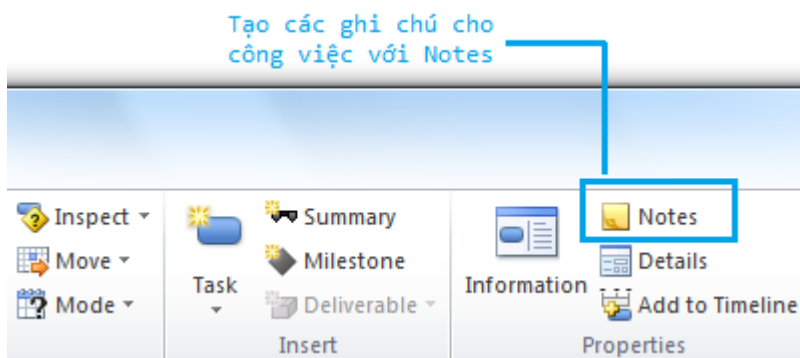 Tạo các ghi chú cho
công việc với Notes
Inspect
Move
Mode
Task
Summary
Milestone
Deliverable
Insert
Information
Notes
Details
Add to Timeline
Properties